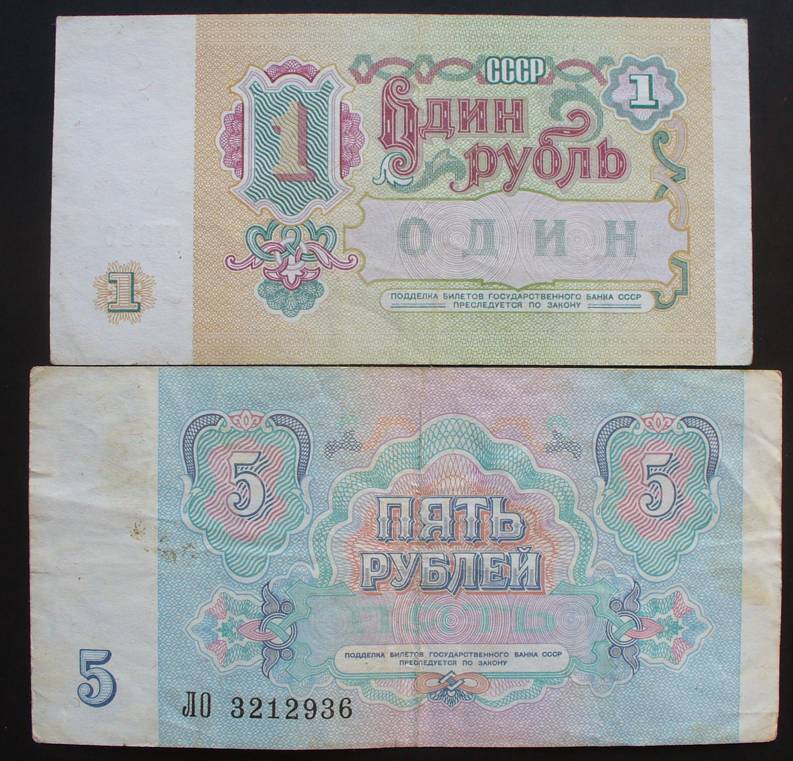 СССР
1
1
Один
рубль
ОДИН
ПОДДЕЛКА БИЛЕТОВ ГОСУДАРСТВЕННОГО БАНКА СССР
ПРЕСЛЕДУЕТСЯ ПО ЗАКОНУ
1
5
5
ПЯТЬ
РУБЛЕЙ
ПЯТЬ
ПОДДЕЛКА БИЛЕТОВ ГОСУДАРСТВЕННОГО БАНКА СССР
ПРЕСЛЕДУЕТСЯ ПО ЗАКОНУ
5
ЛО 3212936